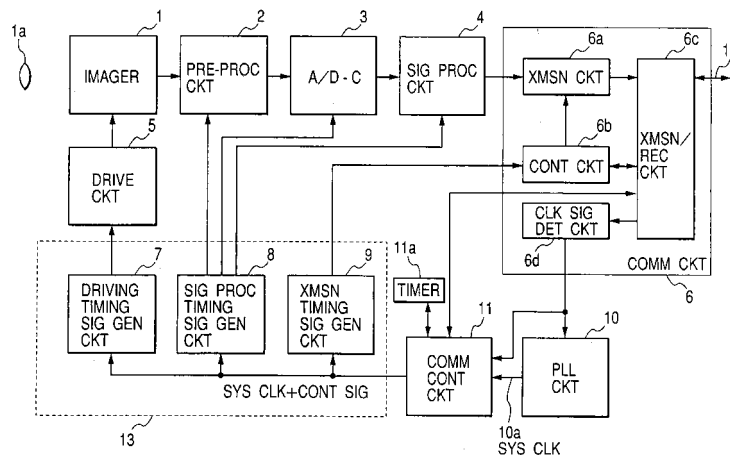 1a
1
IMAGER
2
PRE-PROC
CKT
3
A/D-C
4
SIG PROC
CKT
6a
XMSN CKT
6c
XMSN/
REC
CKT
1
6b
CONT CKT
CLK SIG
DET CKT
6d
COMM CKT
6
5
DRIVE
CKT
7
DRIVING
TIMING
SIG GEN
CKT
8
SIG PROC
TIMING
SIG GEN
CKT
9
XMSN
TIMING
SIG GEN
CKT
11a
TIMER
11
COMM
CONT
CKT
10
PLL
CKT
SYS CLK+CONT SIG
13
10a
SYS CLK